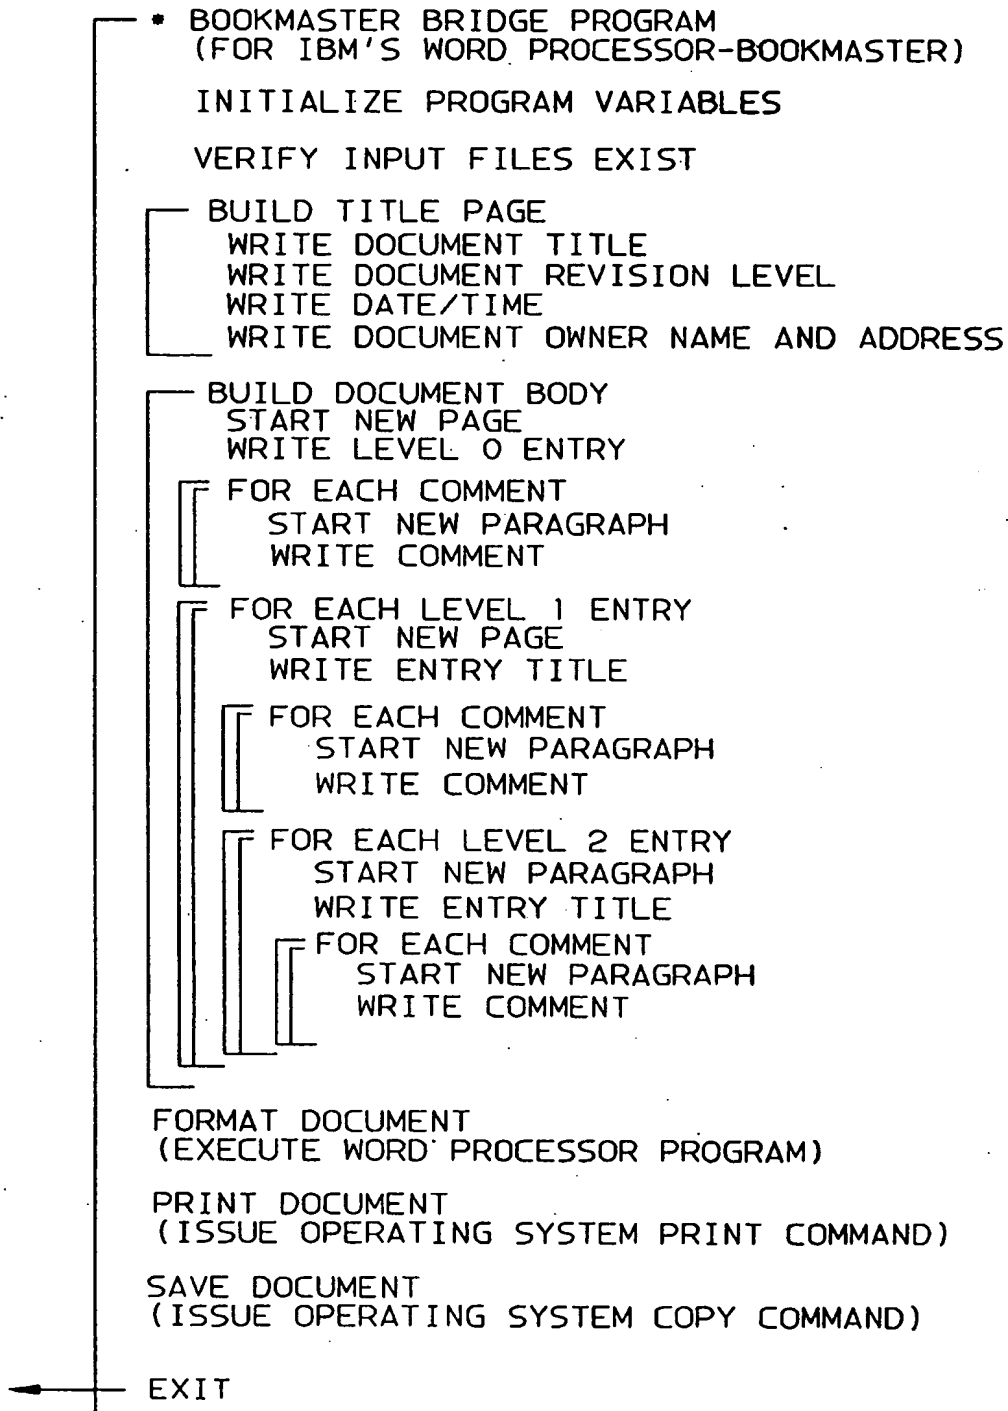 • BOOKMASTER BRIDGE PROGRAM
(FOR IBM'S WORD PROCESSOR-BOOKMASTER)
INITIALIZE PROGRAM VARIABLES
VERIFY INPUT FILES EXIST
BUILD TITLE PAGE
WRITE DOCUMENT TITLE
WRITE DOCUMENT REVISION LEVEL
WRITE DATE/TIME
WRITE DOCUMENT OWNER NAME AND ADDRESS
BUILD DOCUMENT BODY
START NEW PAGE
WRITE LEVEL 0 ENTRY
FOR EACH COMMENT
START NEW PARAGRAPH
WRITE COMMENT
FOR EACH LEVEL 1 ENTRY
START NEW PAGE
WRITE ENTRY TITLE
FOR EACH COMMENT
START NEW PARAGRAPH
WRITE COMMENT
FOR EACH LEVEL 2 ENTRY
START NEW PARAGRAPH
WRITE ENTRY TITLE
FOR EACH COMMENT
START NEW PARAGRAPH
WRITE COMMENT
FORMAT DOCUMENT
(EXECUTE WORD PROCESSOR PROGRAM)
PRINT DOCUMENT
(ISSUE OPERATING SYSTEM PRINT COMMAND)
SAVE DOCUMENT
(ISSUE OPERATING SYSTEM COPY COMMAND)
EXIT